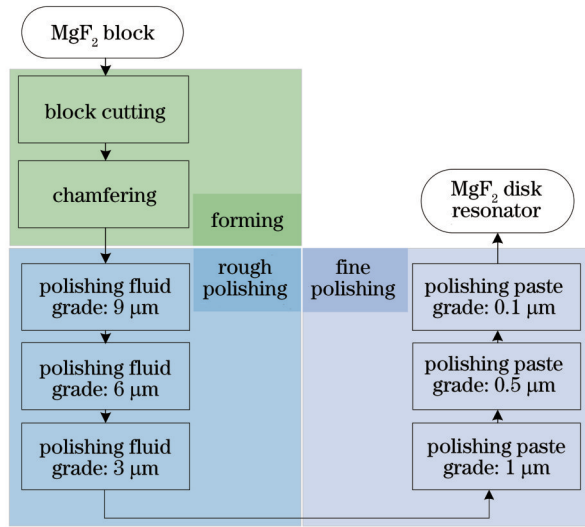 MgF₂ block
block cutting
chamfering
forming
rough
polishing
polishing fluid
grade: 9 μm
polishing fluid
grade: 6 μm
polishing fluid
grade: 3 μm
fine
polishing
polishing paste
grade: 1 μm
polishing paste
grade: 0.5 μm
polishing paste
grade: 0.1 μm
MgF₂ disk
resonator